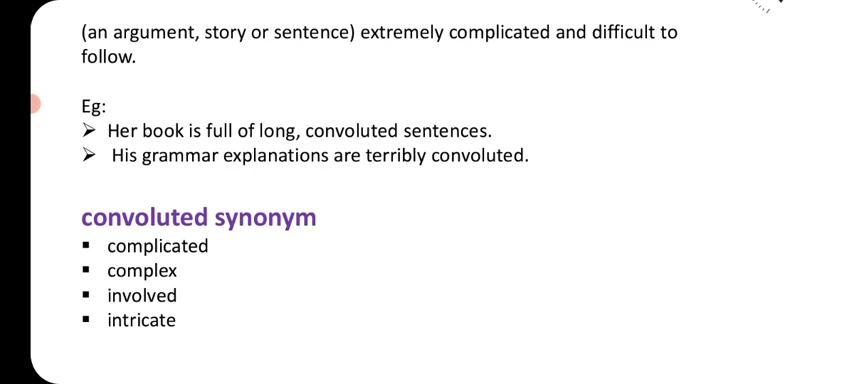 (an argument, story or sentence) extremely complicated and difficult to
follow.
Eg:
➢ Her book is full of long, convoluted sentences.
➢ His grammar explanations are terribly convoluted.
convoluted synonym
▪ complicated
▪ complex
▪ involved
▪ intricate